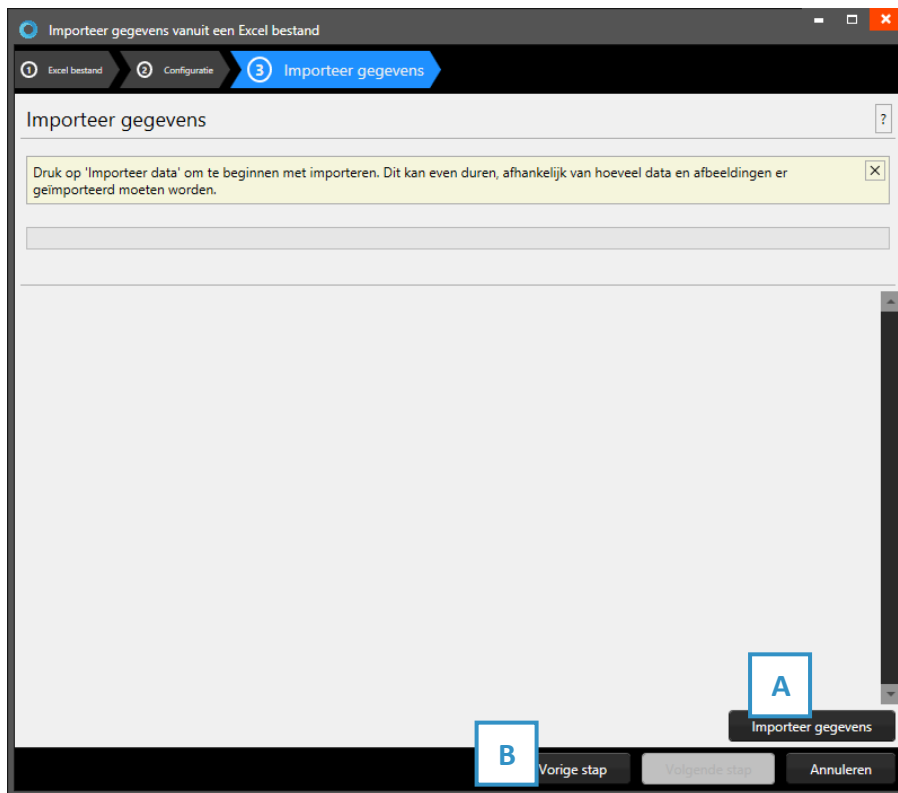 Importeer gegevens vanuit een Excel bestand
1 Excel bestand 2 Configuratie 3 Importeer gegevens
Importeer gegevens ?
Druk op 'Importeer data' om te beginnen met importeren. Dit kan even duren, afhankelijk van hoeveel data en afbeeldingen er
geïmporteerd moeten worden.
A
Importeer gegevens
B
Vorige stap Volgende stap Annuleren